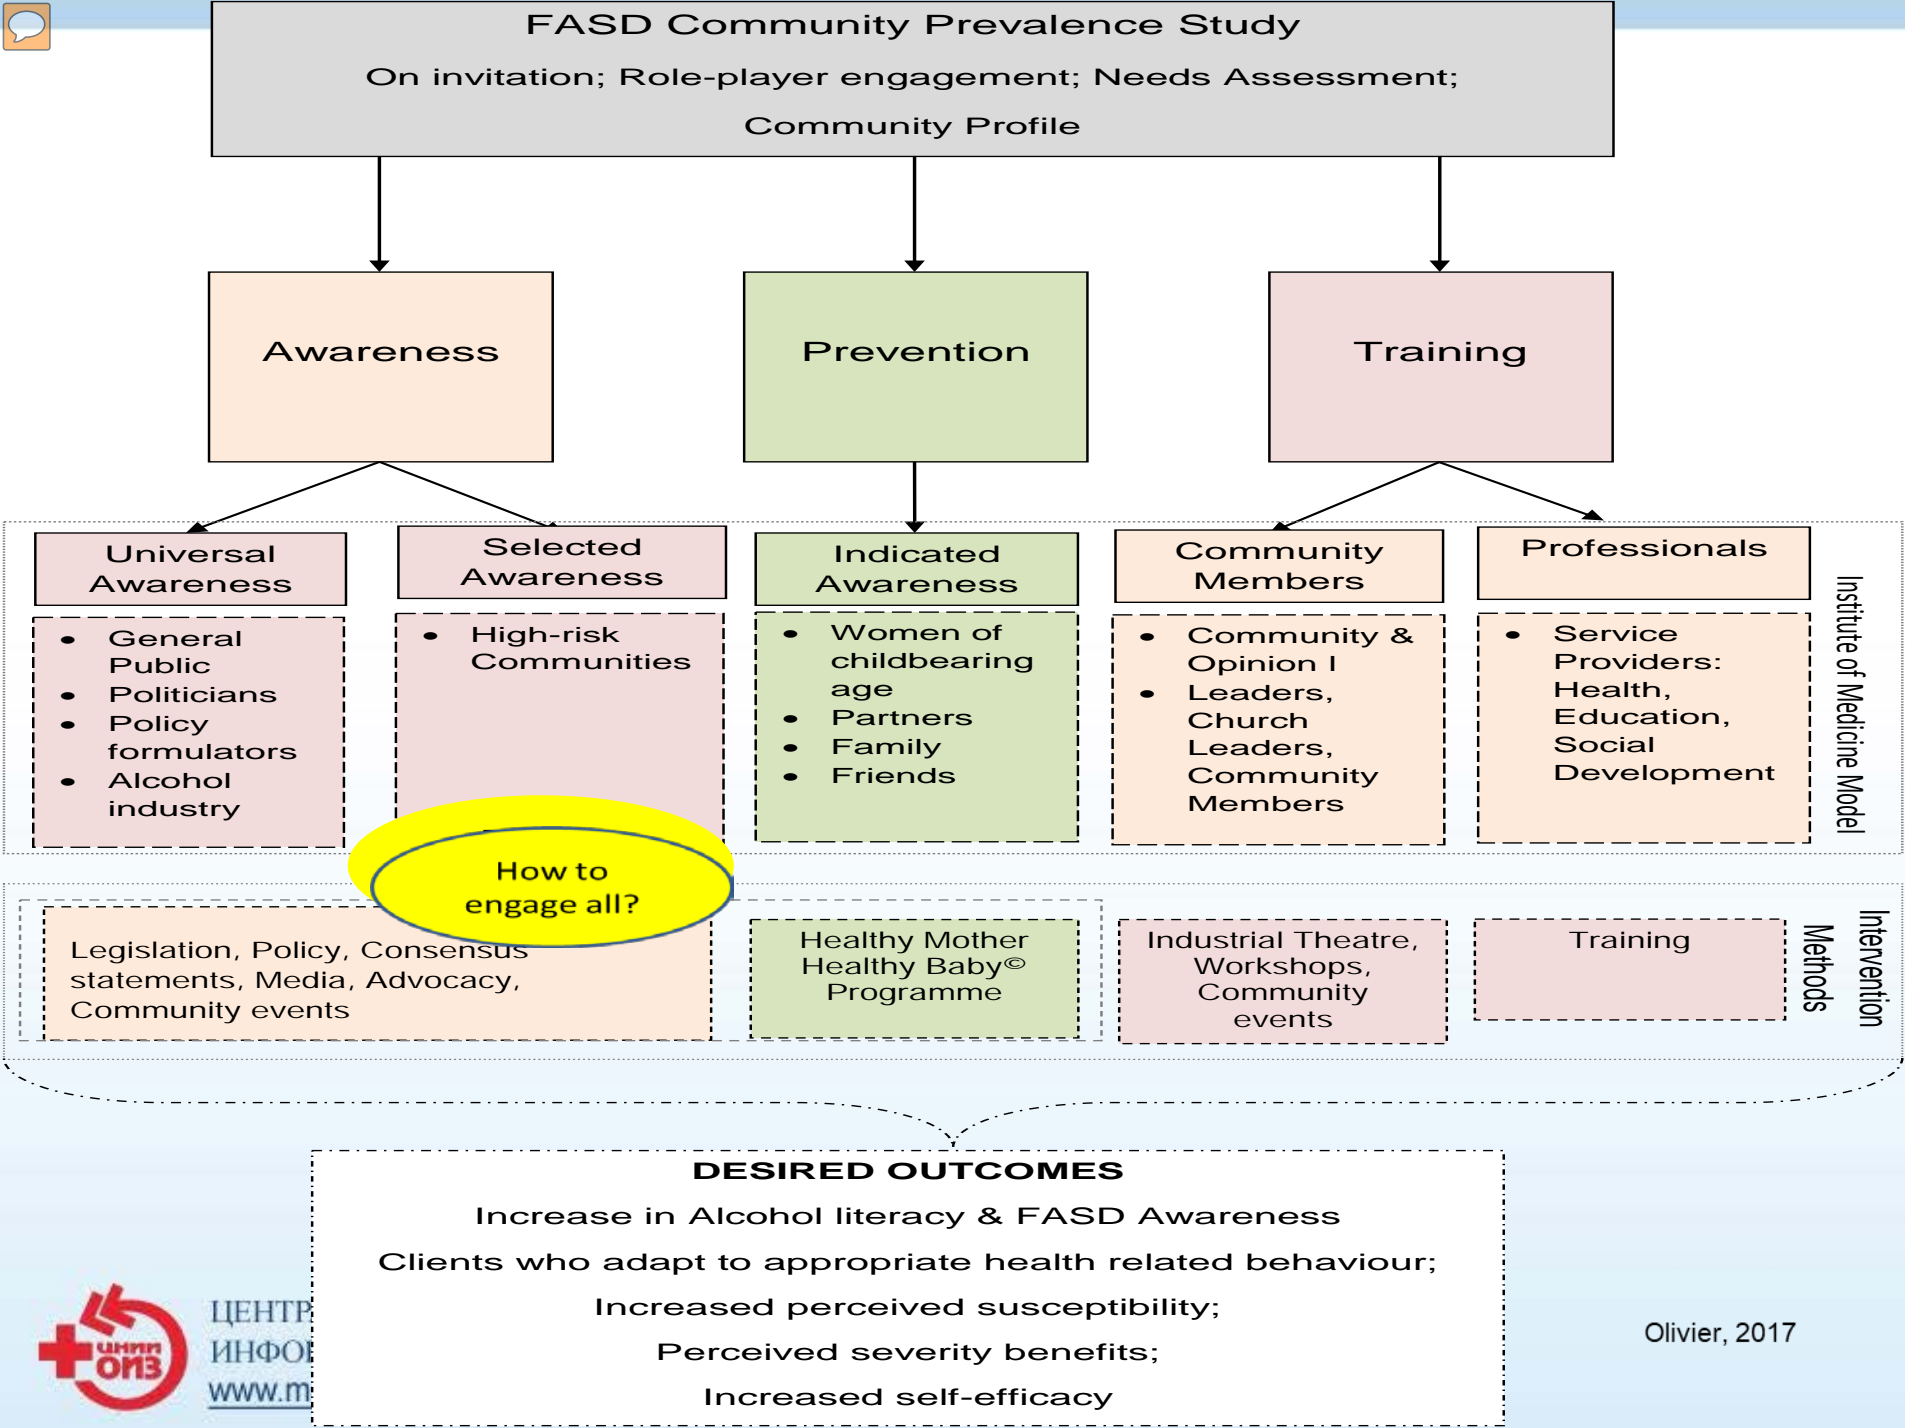 FASD Community Prevalence Study
On invitation; Role-player engagement; Needs Assessment;
Community Profile
Awareness
Prevention
Training
Universal
Awareness
Selected
Awareness
Indicated
Awareness
Community
Members
Professionals
• General
Public
• Politicians
• Policy
formulators
• Alcohol
industry
• High-risk
Communities
• Women of
childbearing
age
• Partners
• Family
• Friends
• Community &
Opinion l
• Leaders,
Church
Leaders,
Community
Members
• Service
Providers:
Health,
Education,
Social
Development
Institute of Medicine Model
How to
engage all?
Legislation, Policy, Consensus
statements, Media, Advocacy,
Community events
Healthy Mother
Healthy Baby©
Programme
Industrial Theatre,
Workshops,
Community
events
Training
Intervention
Methods
DESIRED OUTCOMES
Increase in Alcohol literacy & FASD Awareness
Clients who adapt to appropriate health related behaviour;
Increased perceived susceptibility;
Perceived severity benefits;
Increased self-efficacy
ЦНИИ
ОИЗ
ЦЕНТР
ИНФО
www.m
Olivier, 2017